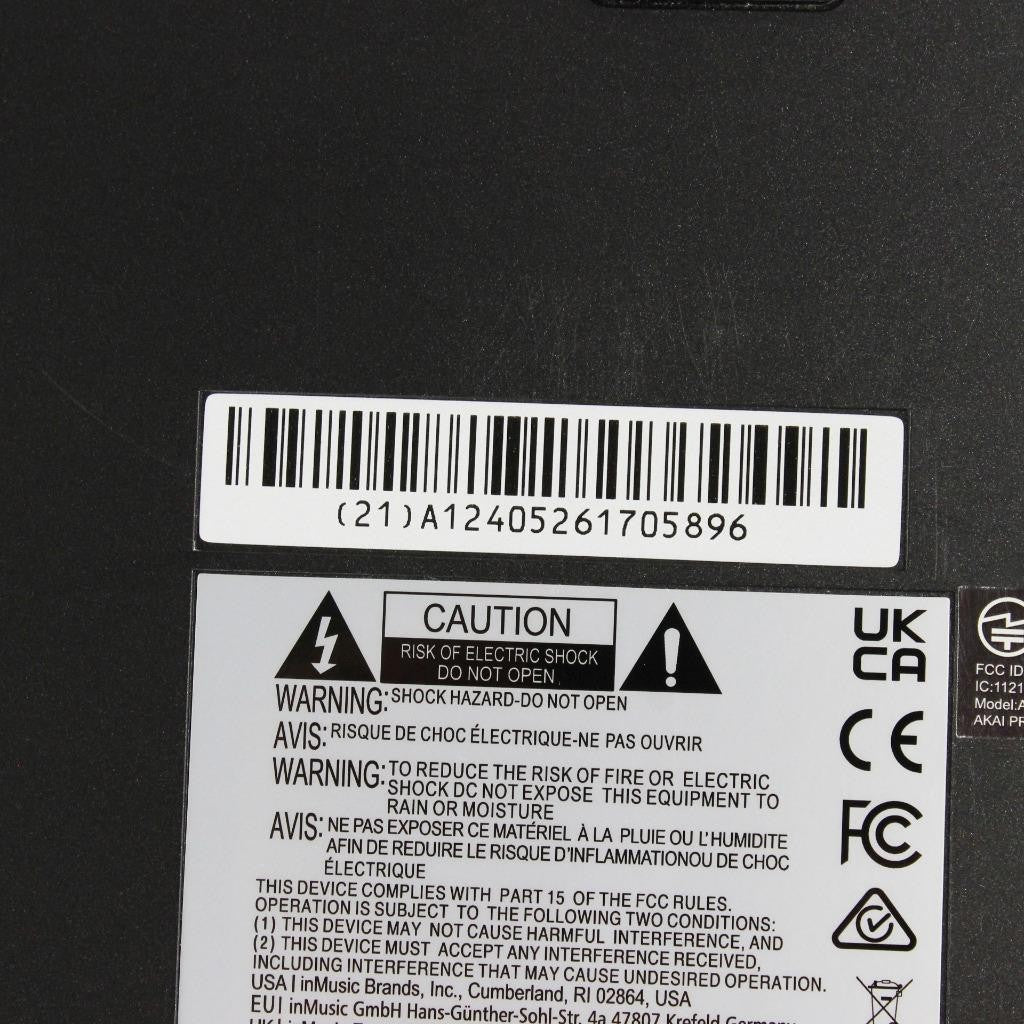 (21)A12405261705896
CAUTION
RISK OF ELECTRIC SHOCK
DO NOT OPEN
WARNING: SHOCK HAZARD-DO NOT OPEN
AVIS: RISQUE DE CHOC ÉLECTRIQUE-NE PAS OUVRIR
WARNING: TO REDUCE THE RISK OF FIRE OR ELECTRIC
SHOCK DC NOT EXPOSE THIS EQUIPMENT TO
RAIN OR MOISTURE
AVIS: NE PAS EXPOSER CE MATÉRIEL À LA PLUIE OU L'HUMIDITE
AFIN DE REDUIRE LE RISQUE D'INFLAMMATIONOU DE CHOC
ÉLECTRIQUE
THIS DEVICE COMPLIES WITH PART 15 OF THE FCC RULES.
OPERATION IS SUBJECT TO THE FOLLOWING TWO CONDITIONS:
(1) THIS DEVICE MAY NOT CAUSE HARMFUL INTERFERENCE, AND
(2) THIS DEVICE MUST ACCEPT ANY INTERFERENCE RECEIVED,
INCLUDING INTERFERENCE THAT MAY CAUSE UNDESIRED OPERATION.
USA | inMusic Brands, Inc., Cumberland, RI 02864, USA
EU | inMusic GmbH Hans-Günther-Sohl-Str. 4a 47807 Krefeld Germany
UK
CA
CE
FC
FCC ID
IC:1121
Model:A
AKAI PR